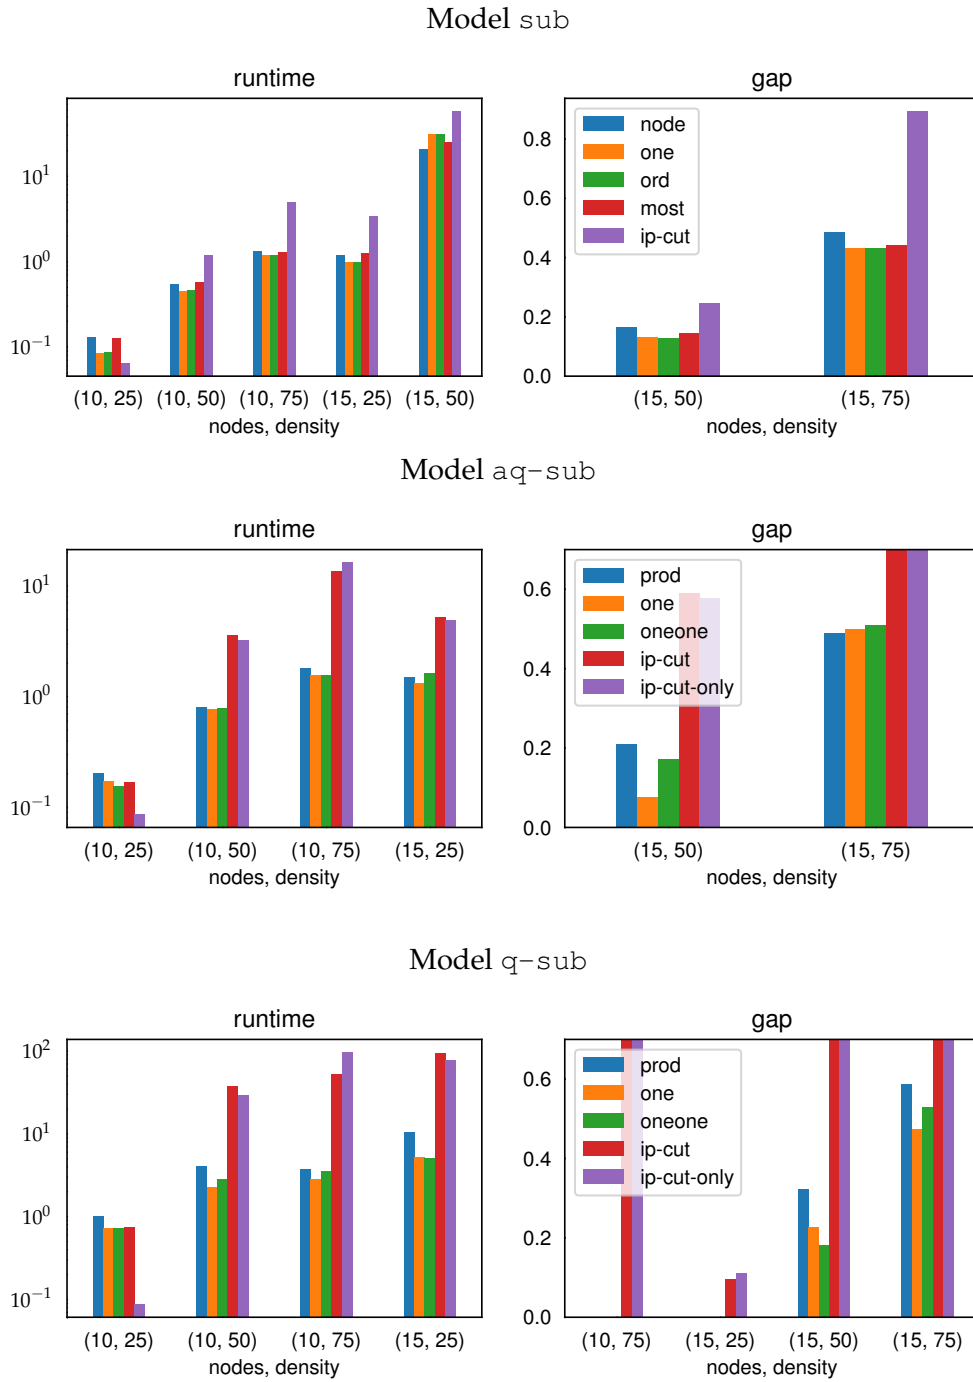 Model sub
runtime
10^1
10^0
10^-1
(10, 25) (10, 50) (10, 75) (15, 25) (15, 50)
nodes, density
gap
0.8
0.6
0.4
0.2
0.0
node
one
ord
most
ip-cut
(15, 50) (15, 75)
nodes, density
Model aq-sub
runtime
10^1
10^0
10^-1
(10, 25) (10, 50) (10, 75) (15, 25)
nodes, density
gap
0.6
0.4
0.2
0.0
prod
one
oneone
ip-cut
ip-cut-only
(15, 50) (15, 75)
nodes, density
Model q-sub
runtime
10^2
10^1
10^0
10^-1
(10, 25) (10, 50) (10, 75) (15, 25)
nodes, density
gap
0.6
0.4
0.2
0.0
prod
one
oneone
ip-cut
ip-cut-only
(10, 75) (15, 25) (15, 50) (15, 75)
nodes, density